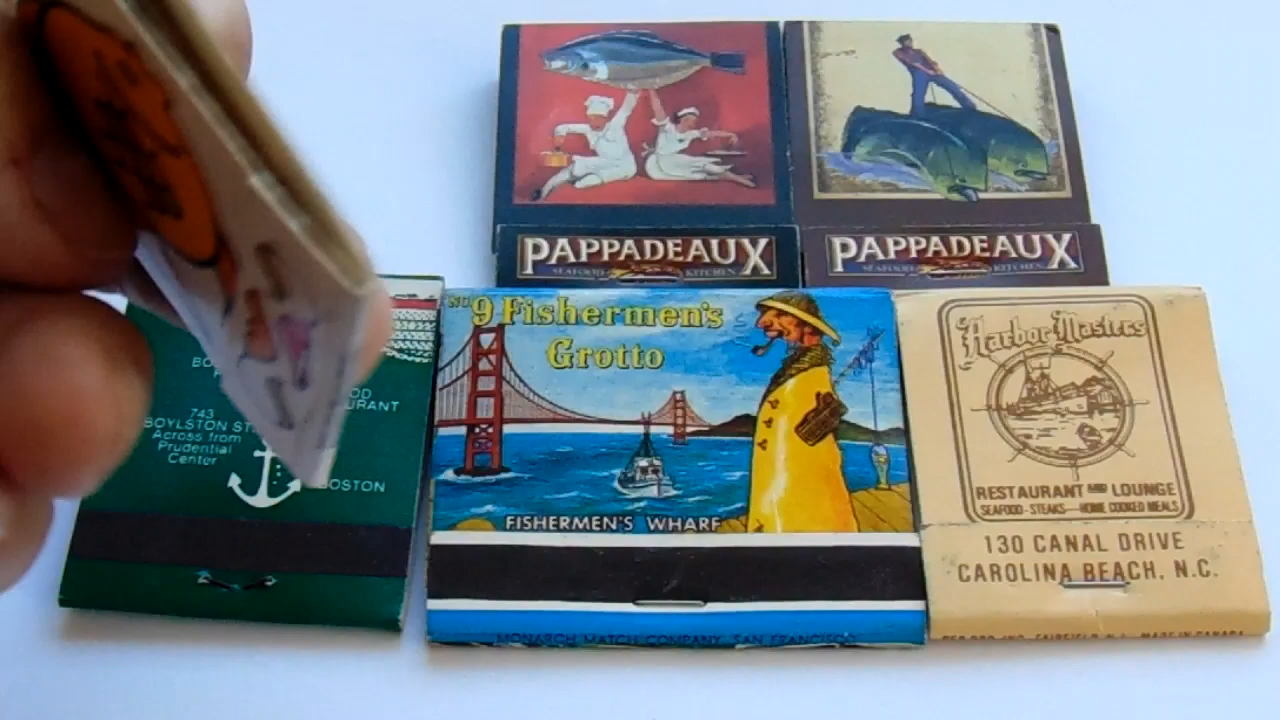 PAPPADEAUX
SEAFOOD KITCHEN
PAPPADEAUX
SEAFOOD KITCHEN
743
BOYLSTON ST
Across from
Prudential
Center
BOSTON
No. 9 Fishermen's
Grotto
FISHERMEN'S WHARF
MONARCH MATCH COMPANY, SAN FRANCISCO
Harbor Masters
RESTAURANT AND LOUNGE
SEAFOOD - STEAKS - HOME COOKED MEALS
130 CANAL DRIVE
CAROLINA BEACH, N.C.
MADE IN CANADA